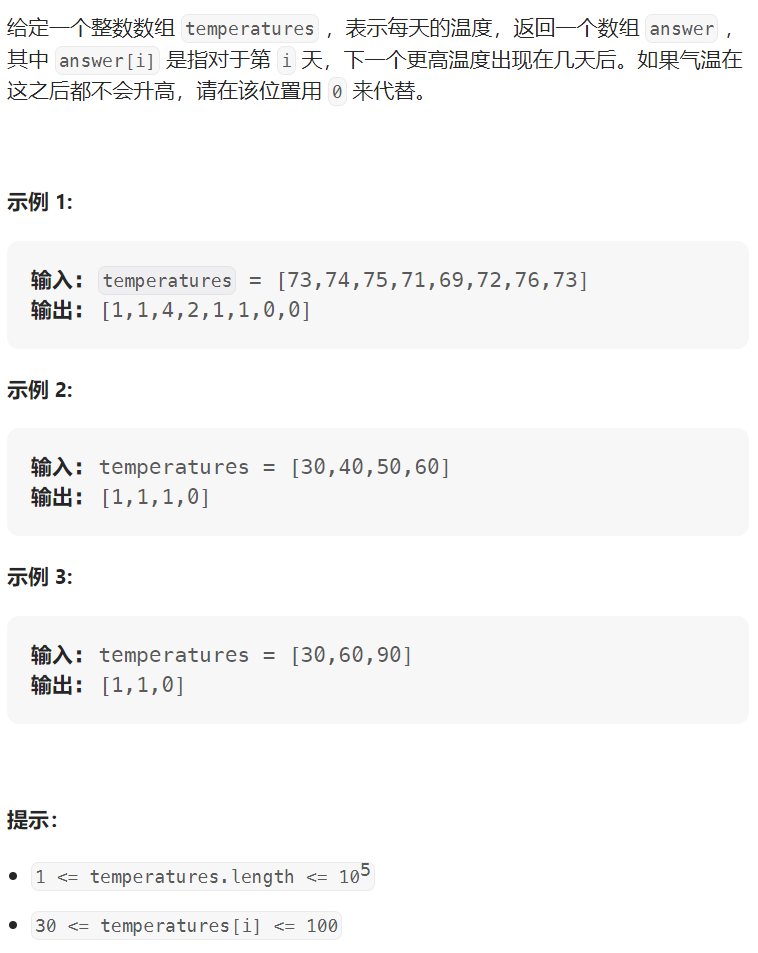 给定一个整数数组 temperatures ，表示每天的温度，返回一个数组 answer ，
其中 answer[i] 是指对于第 i 天，下一个更高温度出现在几天后。如果气温在
这之后都不会升高，请在该位置用 0 来代替。
示例 1:
输入: temperatures = [73,74,75,71,69,72,76,73]
输出: [1,1,4,2,1,1,0,0]
示例 2:
输入: temperatures = [30,40,50,60]
输出: [1,1,1,0]
示例 3:
输入: temperatures = [30,60,90]
输出: [1,1,0]
提示：
• 1 <= temperatures.length <= 10⁵
• 30 <= temperatures[i] <= 100